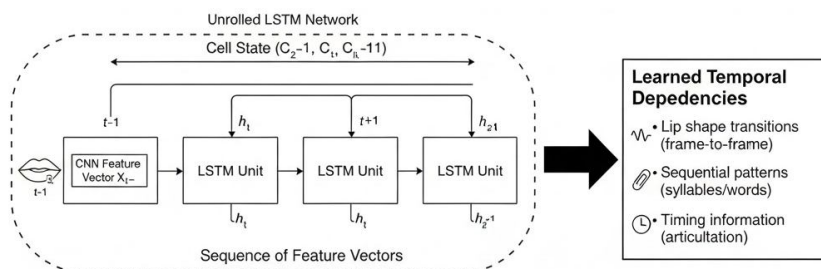 Unrolled LSTM Network
Cell State (C₂-1, Cₜ, Cₗᵢ-11)
t-1
hₜ
t+1
h₂₁
t-1
CNN Feature
Vector Xₜ₋
LSTM Unit
LSTM Unit
LSTM Unit
hₜ
hₜ
h₂-¹
Sequence of Feature Vectors
Learned Temporal
Depedencies
• Lip shape transitions
(frame-to-frame)
• Sequential patterns
(syllables/words)
• Timing information
(articultation)